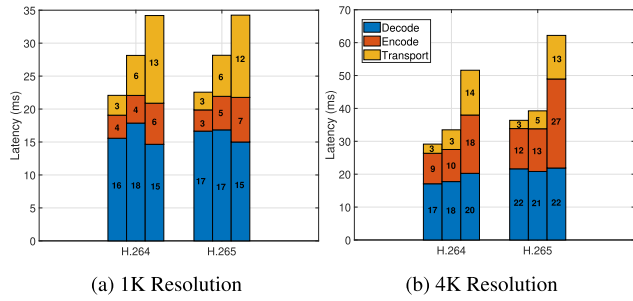 35
30
25
20
15
10
5
0
Latency (ms)
3 6 13 3 6 12
4 4 6 3 5 7
16 18 15 17 17 15
H.264 H.265
(a) 1K Resolution
70
60
50
40
30
20
10
0
Latency (ms)
Decode
Encode
Transport
3 3 14 3 5 13
9 10 18 12 13 27
17 18 20 22 21 22
H.264 H.265
(b) 4K Resolution